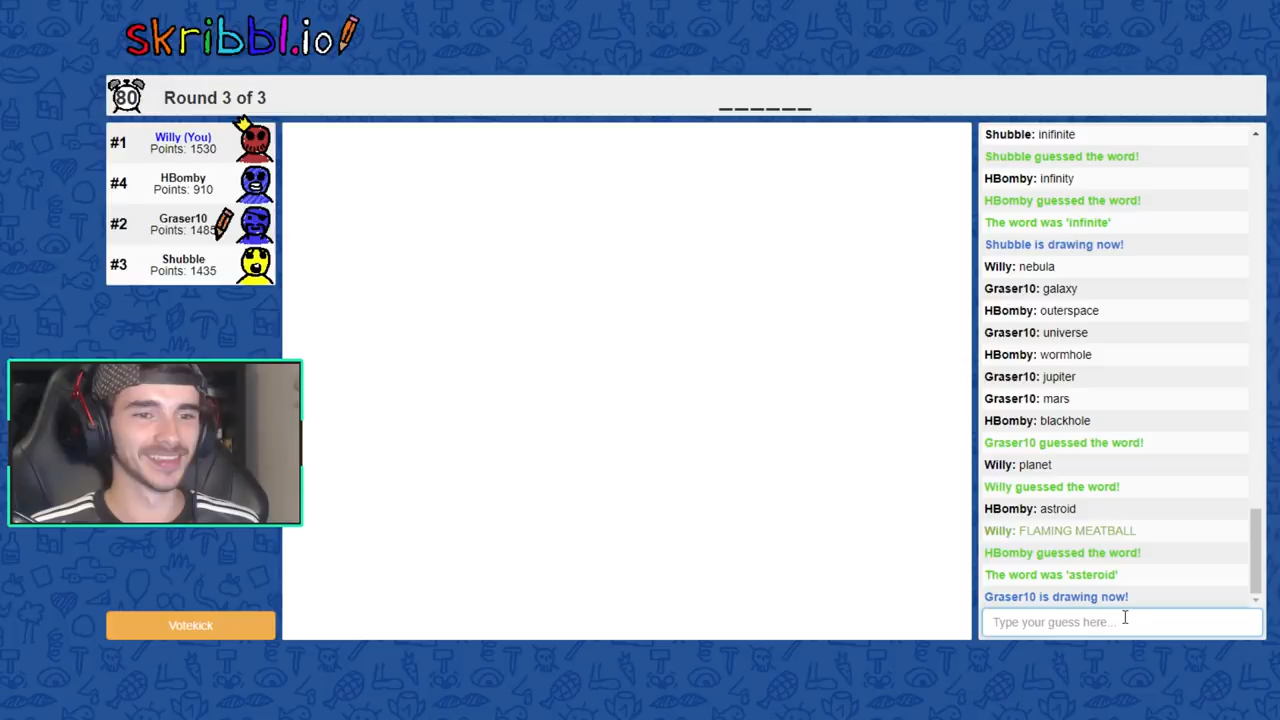 skribbl.io
80
Round 3 of 3
______
#1
Willy (You)
Points: 1530
#4
HBomby
Points: 910
#2
Graser10
Points: 1485
#3
Shubble
Points: 1435
Votekick
Shubble: inifinite
Shubble guessed the word!
HBomby: infinity
HBomby guessed the word!
The word was 'infinite'
Shubble is drawing now!
Willy: nebula
Graser10: galaxy
HBomby: outerspace
Graser10: universe
HBomby: wormhole
Graser10: jupiter
Graser10: mars
HBomby: blackhole
Graser10 guessed the word!
Willy: planet
Willy guessed the word!
HBomby: astroid
Willy: FLAMING MEATBALL
HBomby guessed the word!
The word was 'asteroid'
Graser10 is drawing now!
Type your guess here...